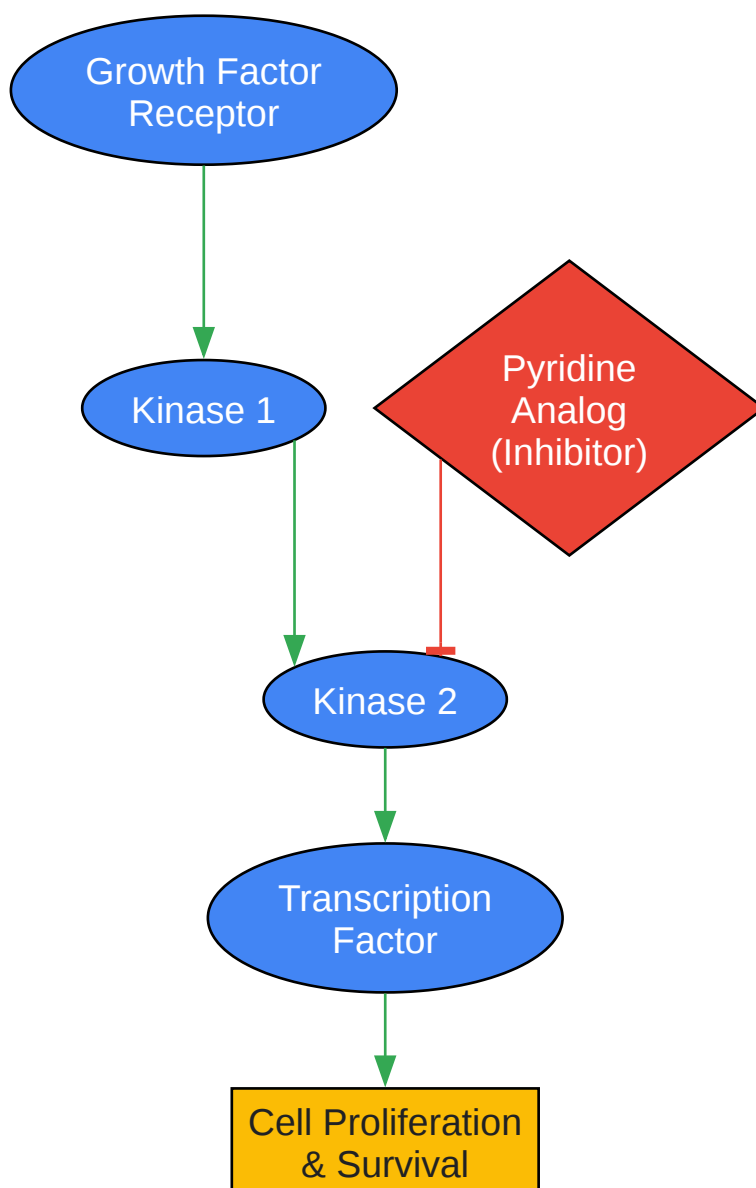 Growth Factor
Receptor
Kinase 1
Pyridine
Analog
(Inhibitor)
Kinase 2
Transcription
Factor
Cell Proliferation
& Survival